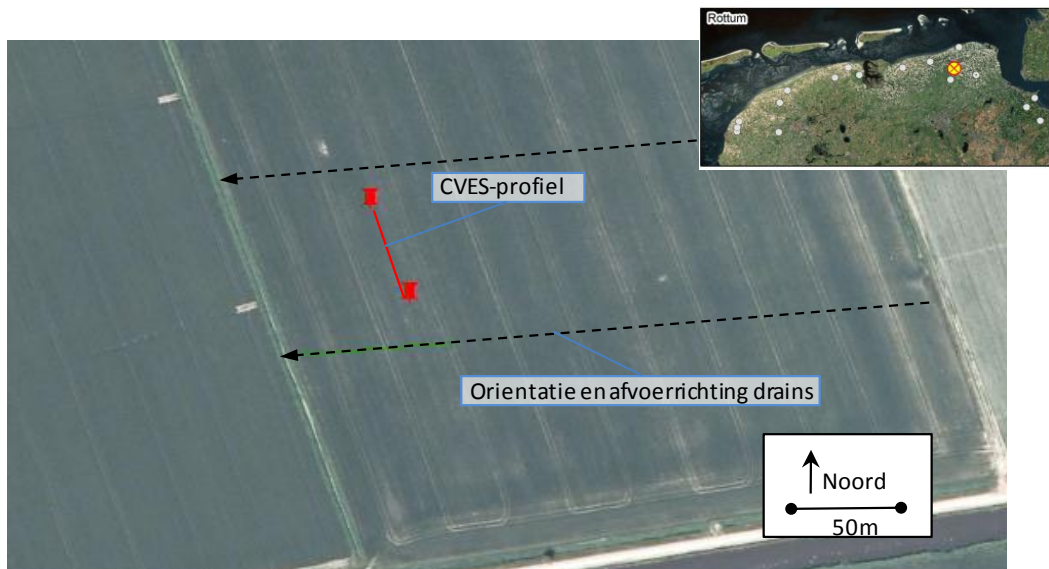 Rottum
CVES-profiel
Orientatie en afvoerrichting drains
Noord
50m